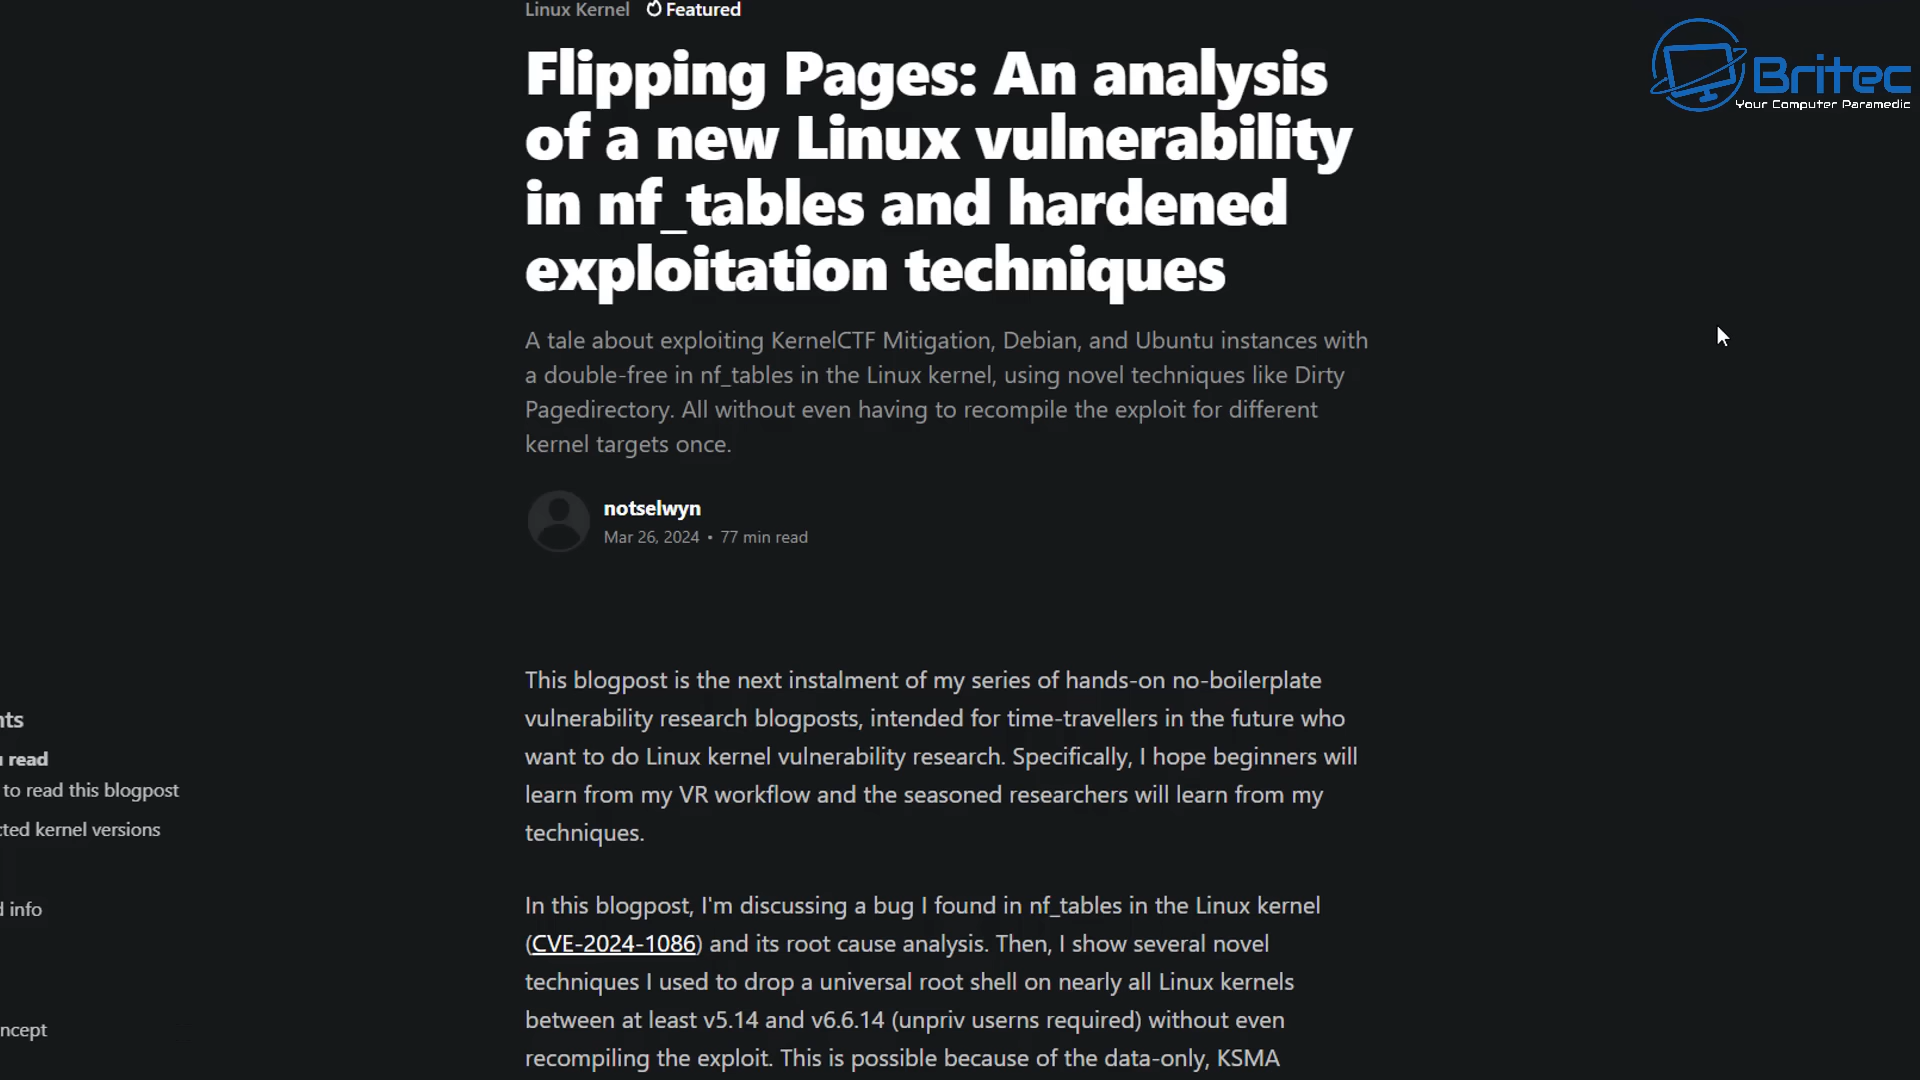 Linux Kernel Featured
Britec
Your Computer Paramedic
Flipping Pages: An analysis
of a new Linux vulnerability
in nf_tables and hardened
exploitation techniques
A tale about exploiting KernelCTF Mitigation, Debian, and Ubuntu instances with
a double-free in nf_tables in the Linux kernel, using novel techniques like Dirty
Pagedirectory. All without even having to recompile the exploit for different
kernel targets once.
notselwyn
Mar 26, 2024 • 77 min read
This blogpost is the next instalment of my series of hands-on no-boilerplate
vulnerability research blogposts, intended for time-travellers in the future who
want to do Linux kernel vulnerability research. Specifically, I hope beginners will
learn from my VR workflow and the seasoned researchers will learn from my
techniques.
In this blogpost, I'm discussing a bug I found in nf_tables in the Linux kernel
(CVE-2024-1086) and its root cause analysis. Then, I show several novel
techniques I used to drop a universal root shell on nearly all Linux kernels
between at least v5.14 and v6.6.14 (unpriv userns required) without even
recompiling the exploit. This is possible because of the data-only, KSMA
nts
read
to read this blogpost
cted kernel versions
d info
ncept